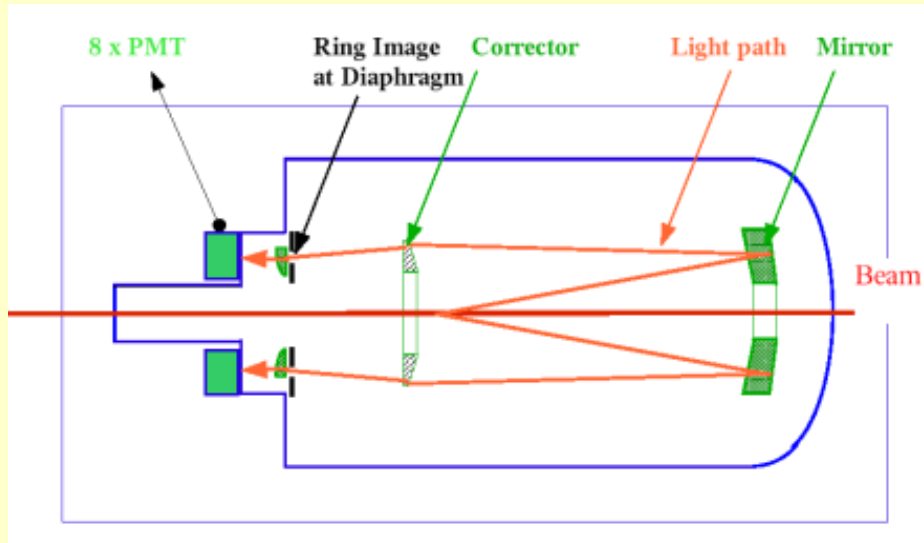 8 x PMT
Ring Image
at Diaphragm
Corrector
Light path
Mirror
Beam